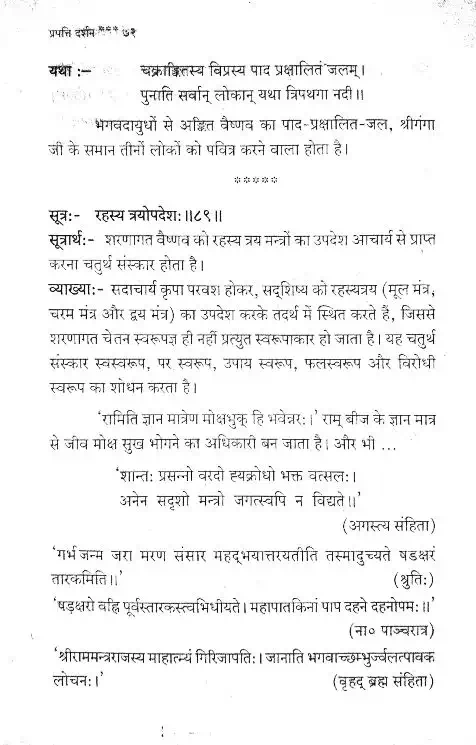 प्रपत्ति दर्शन *** ७१
यथा :– चक्राङ्कितस्य विप्रस्य पाद प्रक्षालितं जलम्।
पुनाति सर्वान् लोकान् यथा त्रिपथगा नदी॥
भगवदायुधों से अङ्कित वैष्णव का पाद-प्रक्षालित-जल, श्रीगंगा
जी के समान तीनों लोकों को पवित्र करने वाला होता है।
*****
सूत्र:- रहस्य त्रयोपदेश:॥८९॥
सूत्रार्थ:- शरणागत वैष्णव को रहस्य त्रय मन्त्रों का उपदेश आचार्य से प्राप्त
करना चतुर्थ संस्कार होता है।
व्याख्या:- सदाचार्य कृपा परवश होकर, सद्शिष्य को रहस्यत्रय (मूल मंत्र,
चरम मंत्र और द्वय मंत्र) का उपदेश करके तदर्थ में स्थित करते हैं, जिससे
शरणागत चेतन स्वरूपज्ञ ही नहीं प्रत्युत स्वरूपाकार हो जाता है। यह चतुर्थ
संस्कार स्वस्वरूप, पर स्वरूप, उपाय स्वरूप, फलस्वरूप और विरोधी
स्वरूप का शोधन करता है।
'रामिति ज्ञान मात्रेण मोक्षभुक् हि भवेन्नर:।' राम् बीज के ज्ञान मात्र
से जीव मोक्ष सुख भोगने का अधिकारी बन जाता है। और भी ...
'शान्त: प्रसन्नो वरदो ह्यक्रोधो भक्त वत्सल:।
अनेन सदृशो मन्त्रो जगत्स्वपि न विद्यते॥'
(अगस्त्य संहिता)
'गर्भ जन्म जरा मरण संसार महद्भयात्तरयतीति तस्मादुच्यते षडक्षरं
तारकमिति॥' (श्रुति:)
'षडक्षरो वह्नि पूर्वस्तारकस्त्वभिधीयते। महापातकिनां पाप दहने दहनोपम:॥'
(ना० पाञ्चरात्र)
'श्रीराममन्त्रराजस्य माहात्म्यं गिरिजापति:। जानाति भगवाच्छम्भुर्ज्वलत्पावक
लोचन:।' (वृहद् ब्रह्म संहिता)